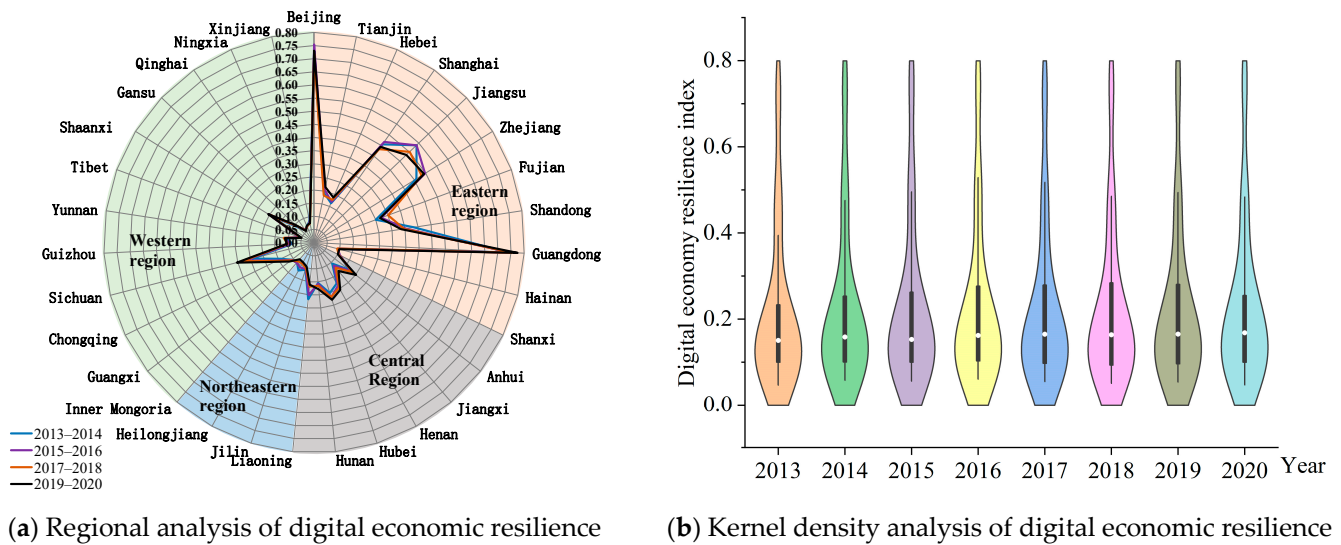 Beijing
Tianjin
Hebei
Shanghai
Jiangsu
Zhejiang
Fujian
Shandong
Guangdong
Hainan
Shanxi
Anhui
Jiangxi
Henan
Hubei
Hunan
Liaoning
Jilin
Heilongjiang
Inner Mongoria
Guangxi
Chongqing
Sichuan
Guizhou
Yunnan
Tibet
Shaanxi
Gansu
Qinghai
Ningxia
Xinjiang
0.80
0.75
0.70
0.65
0.60
0.55
0.50
0.45
0.40
0.35
0.30
0.25
0.20
0.15
0.10
0.05
0.00
Eastern
region
Western
region
Central
Region
Northeastern
region
2013–2014
2015–2016
2017–2018
2019–2020
(a) Regional analysis of digital economic resilience
Digital economy resilience index
0.8
0.6
0.4
0.2
0.0
2013 2014 2015 2016 2017 2018 2019 2020 Year
(b) Kernel density analysis of digital economic resilience